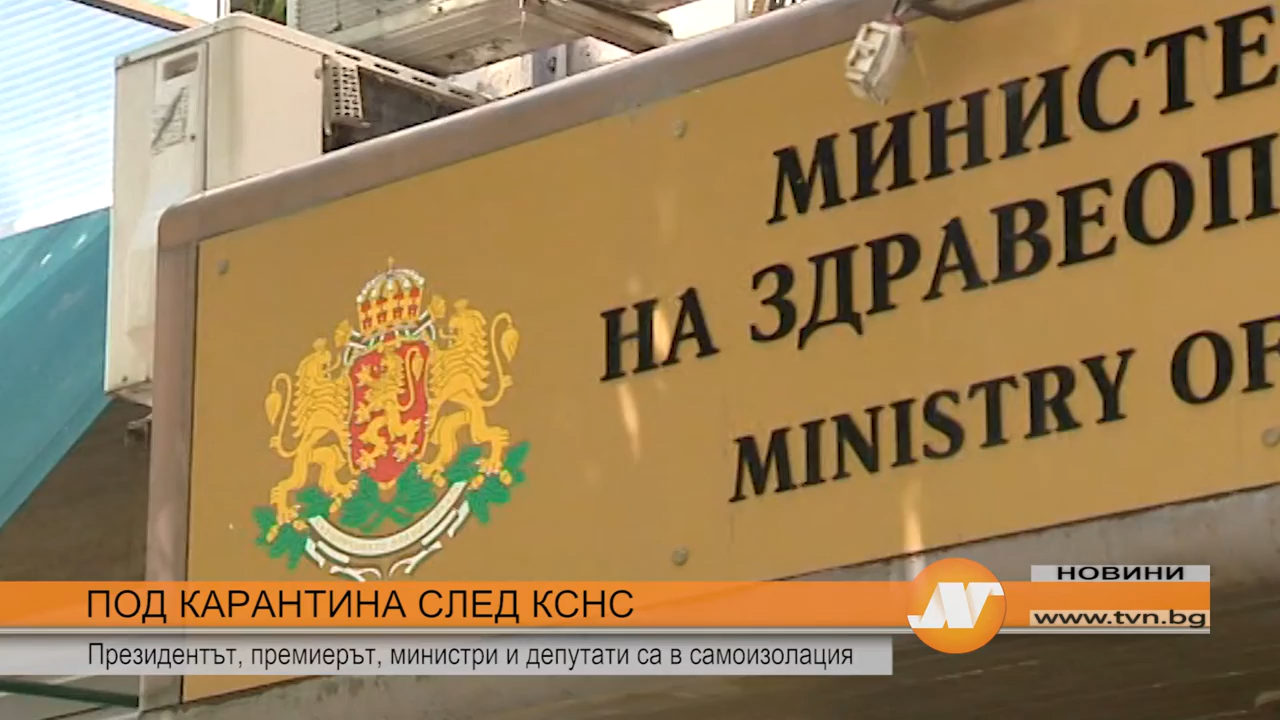 МИНИСТЕ
НА ЗДРАВЕОП
MINISTRY OF
ПОД КАРАНТИНА СЛЕД КСНС
Президентът, премиерът, министри и депутати са в самоизолация
НОВИНИ
www.tvn.bg